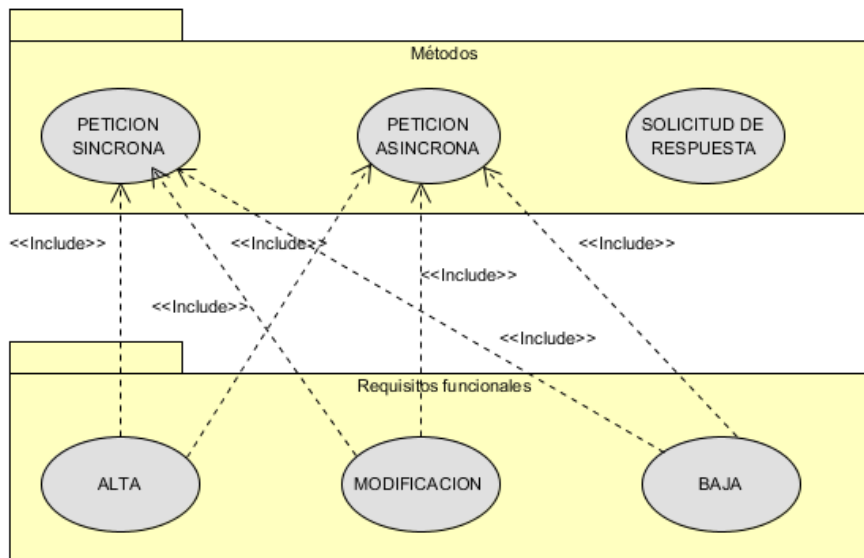 Métodos
PETICION
SINCRONA
PETICION
ASINCRONA
SOLICITUD DE
RESPUESTA
<<Include>>
<<Include>>
<<Include>>
<<Include>>
<<Include>>
<<Include>>
Requisitos funcionales
ALTA
MODIFICACION
BAJA